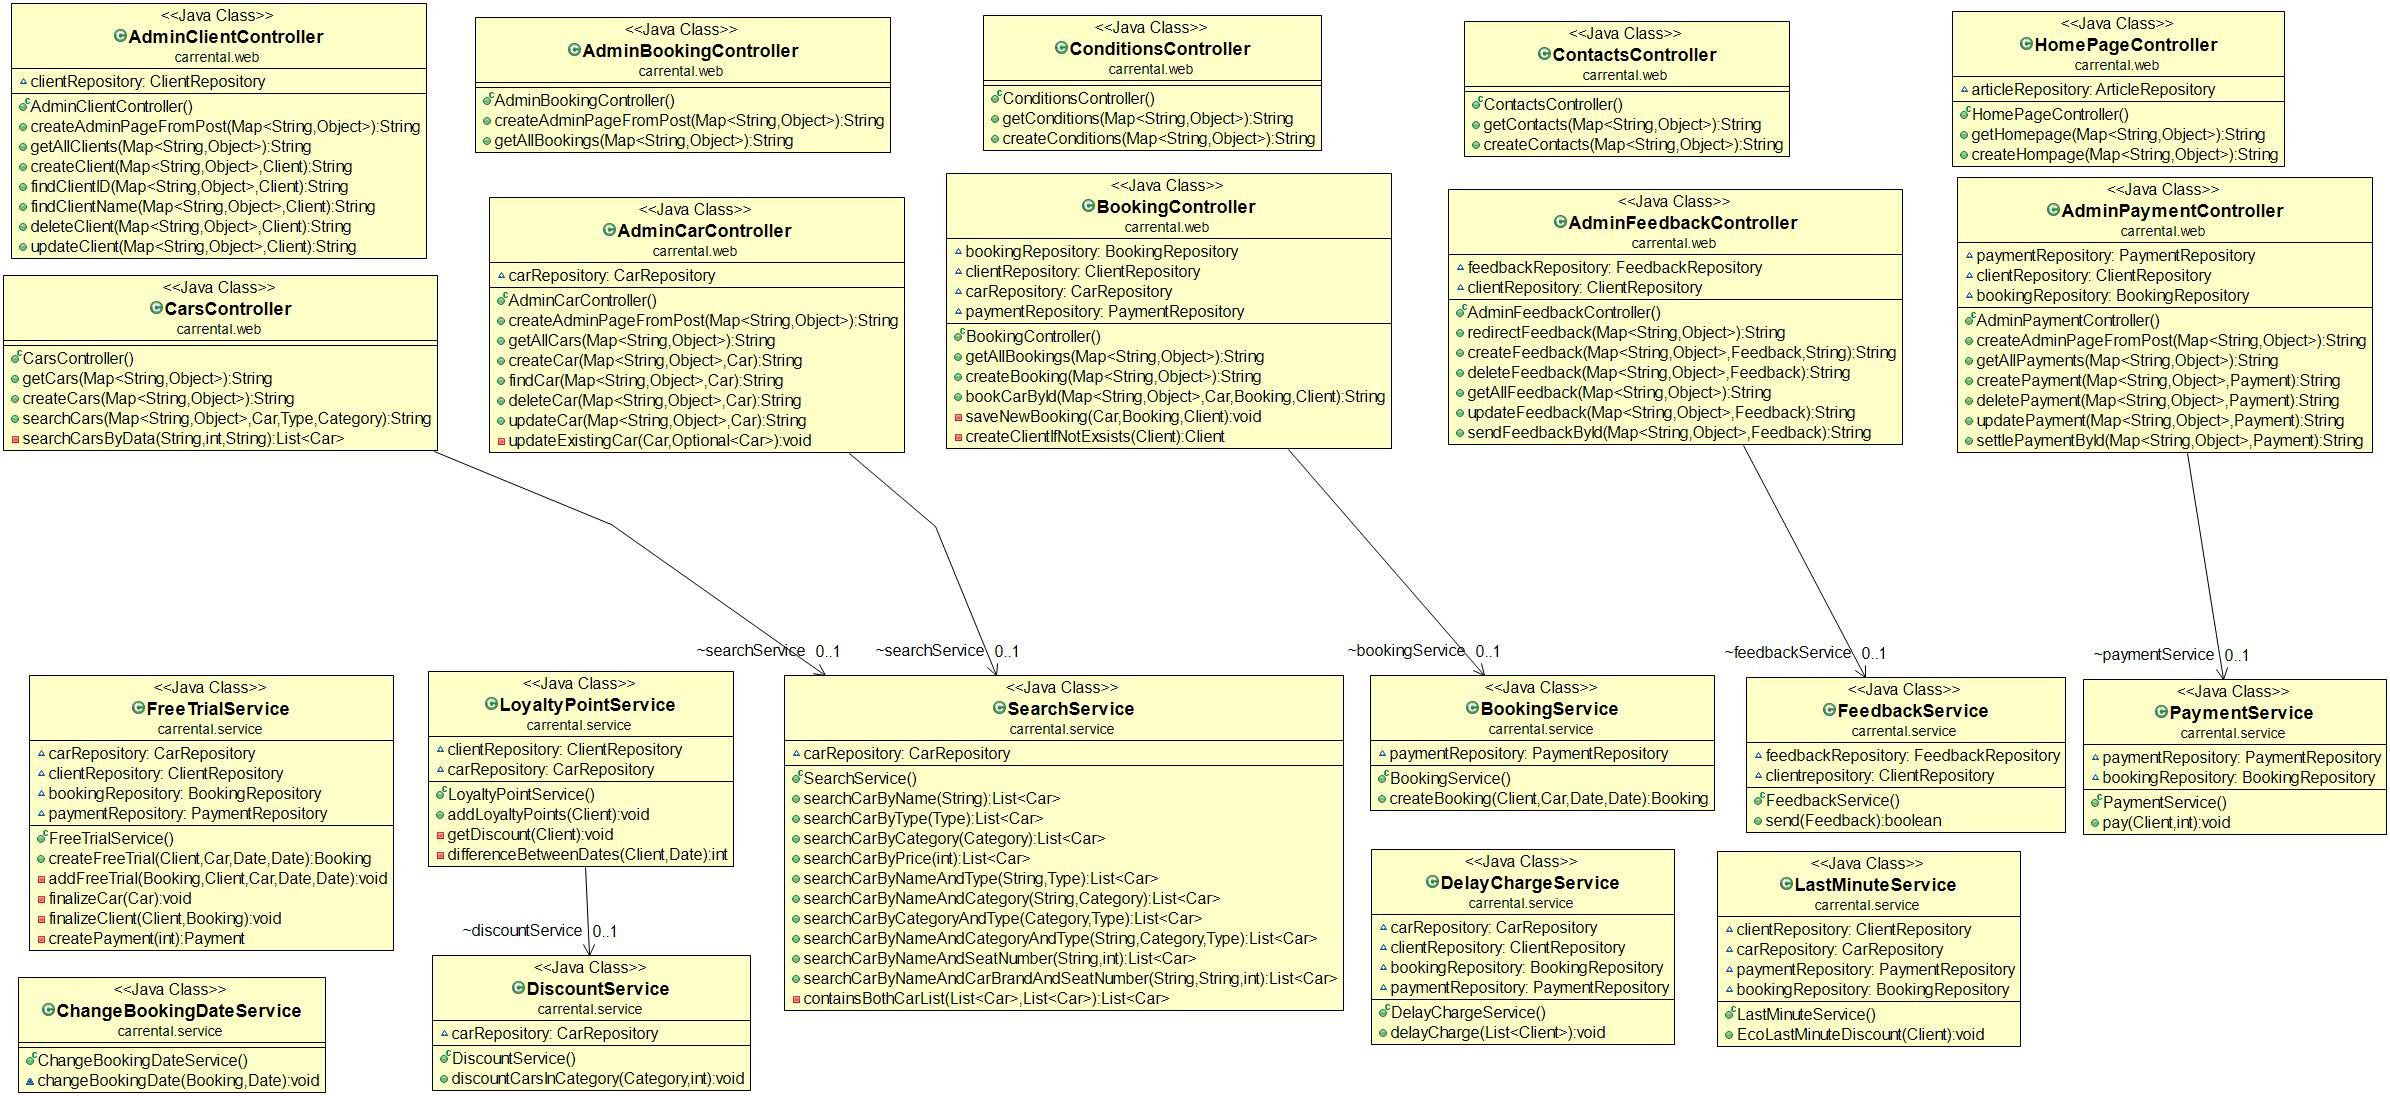 <<Java Class>>
AdminClientController
carrental.web
clientRepository: ClientRepository
AdminClientController()
createAdminPageFromPost(Map<String,Object>):String
getAllClients(Map<String,Object>):String
createClient(Map<String,Object>,Client):String
findClientID(Map<String,Object>,Client):String
findClientName(Map<String,Object>,Client):String
deleteClient(Map<String,Object>,Client):String
updateClient(Map<String,Object>,Client):String
<<Java Class>>
AdminBookingController
carrental.web
AdminBookingController()
createAdminPageFromPost(Map<String,Object>):String
getAllBookings(Map<String,Object>):String
<<Java Class>>
ConditionsController
carrental.web
ConditionsController()
getConditions(Map<String,Object>):String
createConditions(Map<String,Object>):String
<<Java Class>>
ContactsController
carrental.web
ContactsController()
getContacts(Map<String,Object>):String
createContacts(Map<String,Object>):String
<<Java Class>>
HomePageController
carrental.web
articleRepository: ArticleRepository
HomePageController()
getHomepage(Map<String,Object>):String
createHompage(Map<String,Object>):String
<<Java Class>>
CarsController
carrental.web
CarsController()
getCars(Map<String,Object>):String
createCars(Map<String,Object>):String
searchCars(Map<String,Object>,Car,Type,Category):String
searchCarsByData(String,int,String):List<Car>
<<Java Class>>
AdminCarController
carrental.web
carRepository: CarRepository
AdminCarController()
createAdminPageFromPost(Map<String,Object>):String
getAllCars(Map<String,Object>):String
createCar(Map<String,Object>,Car):String
findCar(Map<String,Object>,Car):String
deleteCar(Map<String,Object>,Car):String
updateCar(Map<String,Object>,Car):String
updateExistingCar(Car,Optional<Car>):void
<<Java Class>>
BookingController
carrental.web
bookingRepository: BookingRepository
clientRepository: ClientRepository
carRepository: CarRepository
paymentRepository: PaymentRepository
BookingController()
getAllBookings(Map<String,Object>):String
createBooking(Map<String,Object>):String
bookCarById(Map<String,Object>,Car,Booking,Client):String
saveNewBooking(Car,Booking,Client):void
createClientIfNotExsists(Client):Client
<<Java Class>>
AdminFeedbackController
carrental.web
feedbackRepository: FeedbackRepository
clientRepository: ClientRepository
AdminFeedbackController()
redirectFeedback(Map<String,Object>):String
createFeedback(Map<String,Object>,Feedback,String):String
deleteFeedback(Map<String,Object>,Feedback):String
getAllFeedback(Map<String,Object>):String
updateFeedback(Map<String,Object>,Feedback):String
sendFeedbackById(Map<String,Object>,Feedback):String
<<Java Class>>
AdminPaymentController
carrental.web
paymentRepository: PaymentRepository
clientRepository: ClientRepository
bookingRepository: BookingRepository
AdminPaymentController()
createAdminPageFromPost(Map<String,Object>):String
getAllPayments(Map<String,Object>):String
createPayment(Map<String,Object>,Payment):String
deletePayment(Map<String,Object>,Payment):String
updatePayment(Map<String,Object>,Payment):String
settlePaymentById(Map<String,Object>,Payment):String
~searchService 0..1
~searchService 0..1
~bookingService 0..1
~feedbackService 0..1
~paymentService 0..1
<<Java Class>>
FreeTrialService
carrental.service
carRepository: CarRepository
clientRepository: ClientRepository
bookingRepository: BookingRepository
paymentRepository: PaymentRepository
FreeTrialService()
createFreeTrial(Client,Car,Date,Date):Booking
addFreeTrial(Booking,Client,Car,Date,Date):void
finalizeCar(Car):void
finalizeClient(Client,Booking):void
createPayment(int):Payment
<<Java Class>>
LoyaltyPointService
carrental.service
clientRepository: ClientRepository
carRepository: CarRepository
LoyaltyPointService()
addLoyaltyPoints(Client):void
getDiscount(Client):void
differenceBetweenDates(Client,Date):int
~discountService 0..1
<<Java Class>>
SearchService
carrental.service
carRepository: CarRepository
SearchService()
searchCarByName(String):List<Car>
searchCarByType(Type):List<Car>
searchCarByCategory(Category):List<Car>
searchCarByPrice(int):List<Car>
searchCarByNameAndType(String,Type):List<Car>
searchCarByNameAndCategory(String,Category):List<Car>
searchCarByCategoryAndType(Category,Type):List<Car>
searchCarByNameAndCategoryAndType(String,Category,Type):List<Car>
searchCarByNameAndSeatNumber(String,int):List<Car>
searchCarByNameAndCarBrandAndSeatNumber(String,String,int):List<Car>
containsBothCarList(List<Car>,List<Car>):List<Car>
<<Java Class>>
BookingService
carrental.service
paymentRepository: PaymentRepository
BookingService()
createBooking(Client,Car,Date,Date):Booking
<<Java Class>>
FeedbackService
carrental.service
feedbackRepository: FeedbackRepository
clientrepository: ClientRepository
FeedbackService()
send(Feedback):boolean
<<Java Class>>
PaymentService
carrental.service
paymentRepository: PaymentRepository
bookingRepository: BookingRepository
PaymentService()
pay(Client,int):void
<<Java Class>>
DelayChargeService
carrental.service
carRepository: CarRepository
clientRepository: ClientRepository
bookingRepository: BookingRepository
paymentRepository: PaymentRepository
DelayChargeService()
delayCharge(List<Client>):void
<<Java Class>>
LastMinuteService
carrental.service
clientRepository: ClientRepository
carRepository: CarRepository
paymentRepository: PaymentRepository
bookingRepository: BookingRepository
LastMinuteService()
EcoLastMinuteDiscount(Client):void
<<Java Class>>
ChangeBookingDateService
carrental.service
ChangeBookingDateService()
changeBookingDate(Booking,Date):void
<<Java Class>>
DiscountService
carrental.service
carRepository: CarRepository
DiscountService()
discountCarsInCategory(Category,int):void